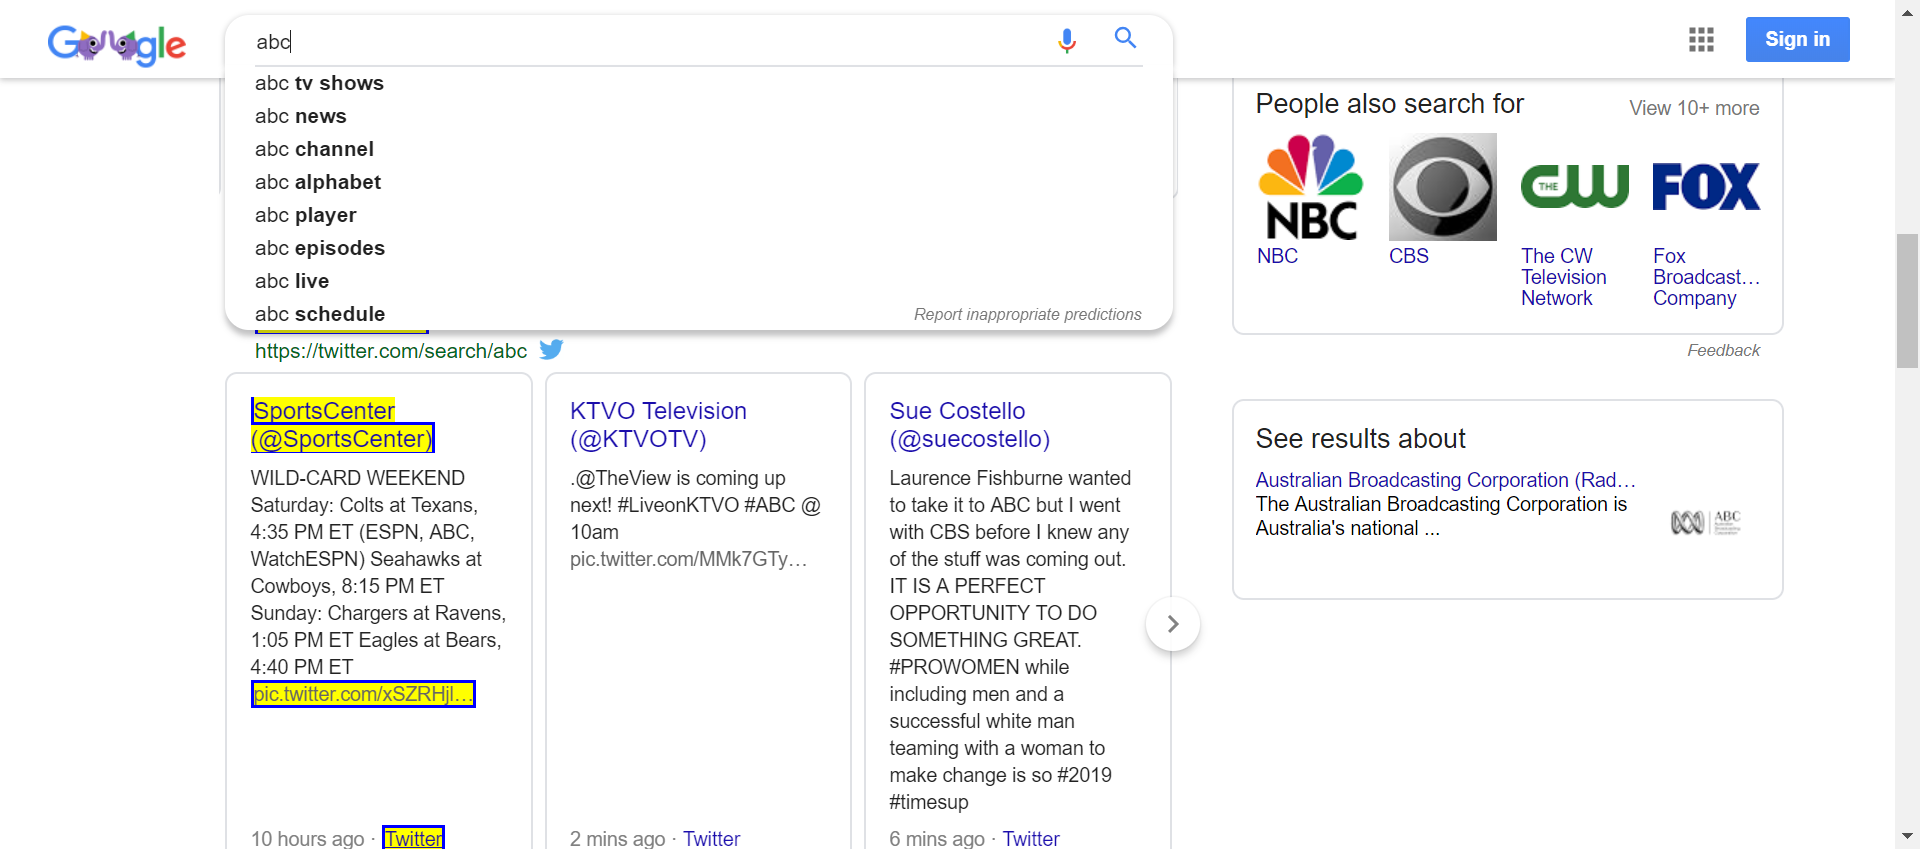 Google
abc
Sign in
abc tv shows
abc news
abc channel
abc alphabet
abc player
abc episodes
abc live
abc schedule
Report inappropriate predictions
https://twitter.com/search/abc
SportsCenter
(@SportsCenter)
WILD-CARD WEEKEND
Saturday: Colts at Texans,
4:35 PM ET (ESPN, ABC,
WatchESPN) Seahawks at
Cowboys, 8:15 PM ET
Sunday: Chargers at Ravens,
1:05 PM ET Eagles at Bears,
4:40 PM ET
pic.twitter.com/xSZRHjl…
10 hours ago · Twitter
KTVO Television
(@KTVOTV)
.@TheView is coming up
next! #LiveonKTVO #ABC @
10am
pic.twitter.com/MMk7GTy…
2 mins ago · Twitter
Sue Costello
(@suecostello)
Laurence Fishburne wanted
to take it to ABC but I went
with CBS before I knew any
of the stuff was coming out.
IT IS A PERFECT
OPPORTUNITY TO DO
SOMETHING GREAT.
#PROWOMEN while
including men and a
successful white man
teaming with a woman to
make change is so #2019
#timesup
6 mins ago · Twitter
People also search for
View 10+ more
NBC
THE CW
FOX
NBC
CBS
The CW
Television
Network
Fox
Broadcast…
Company
Feedback
See results about
Australian Broadcasting Corporation (Rad…
The Australian Broadcasting Corporation is
Australia's national ...
ABC